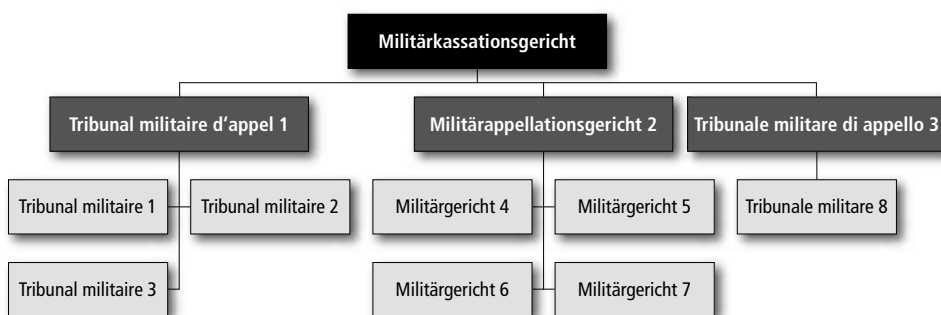 Militärkassationsgericht
Tribunal militaire d’appel 1
Militärappellationsgericht 2
Tribunale militare di appello 3
Tribunal militaire 1
Tribunal militaire 2
Militärgericht 4
Militärgericht 5
Tribunale militare 8
Tribunal militaire 3
Militärgericht 6
Militärgericht 7